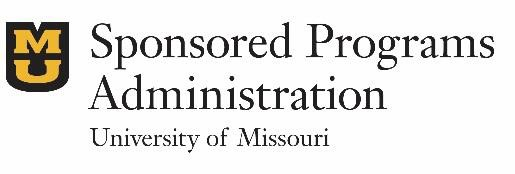 MU
Sponsored Programs
Administration
University of Missouri